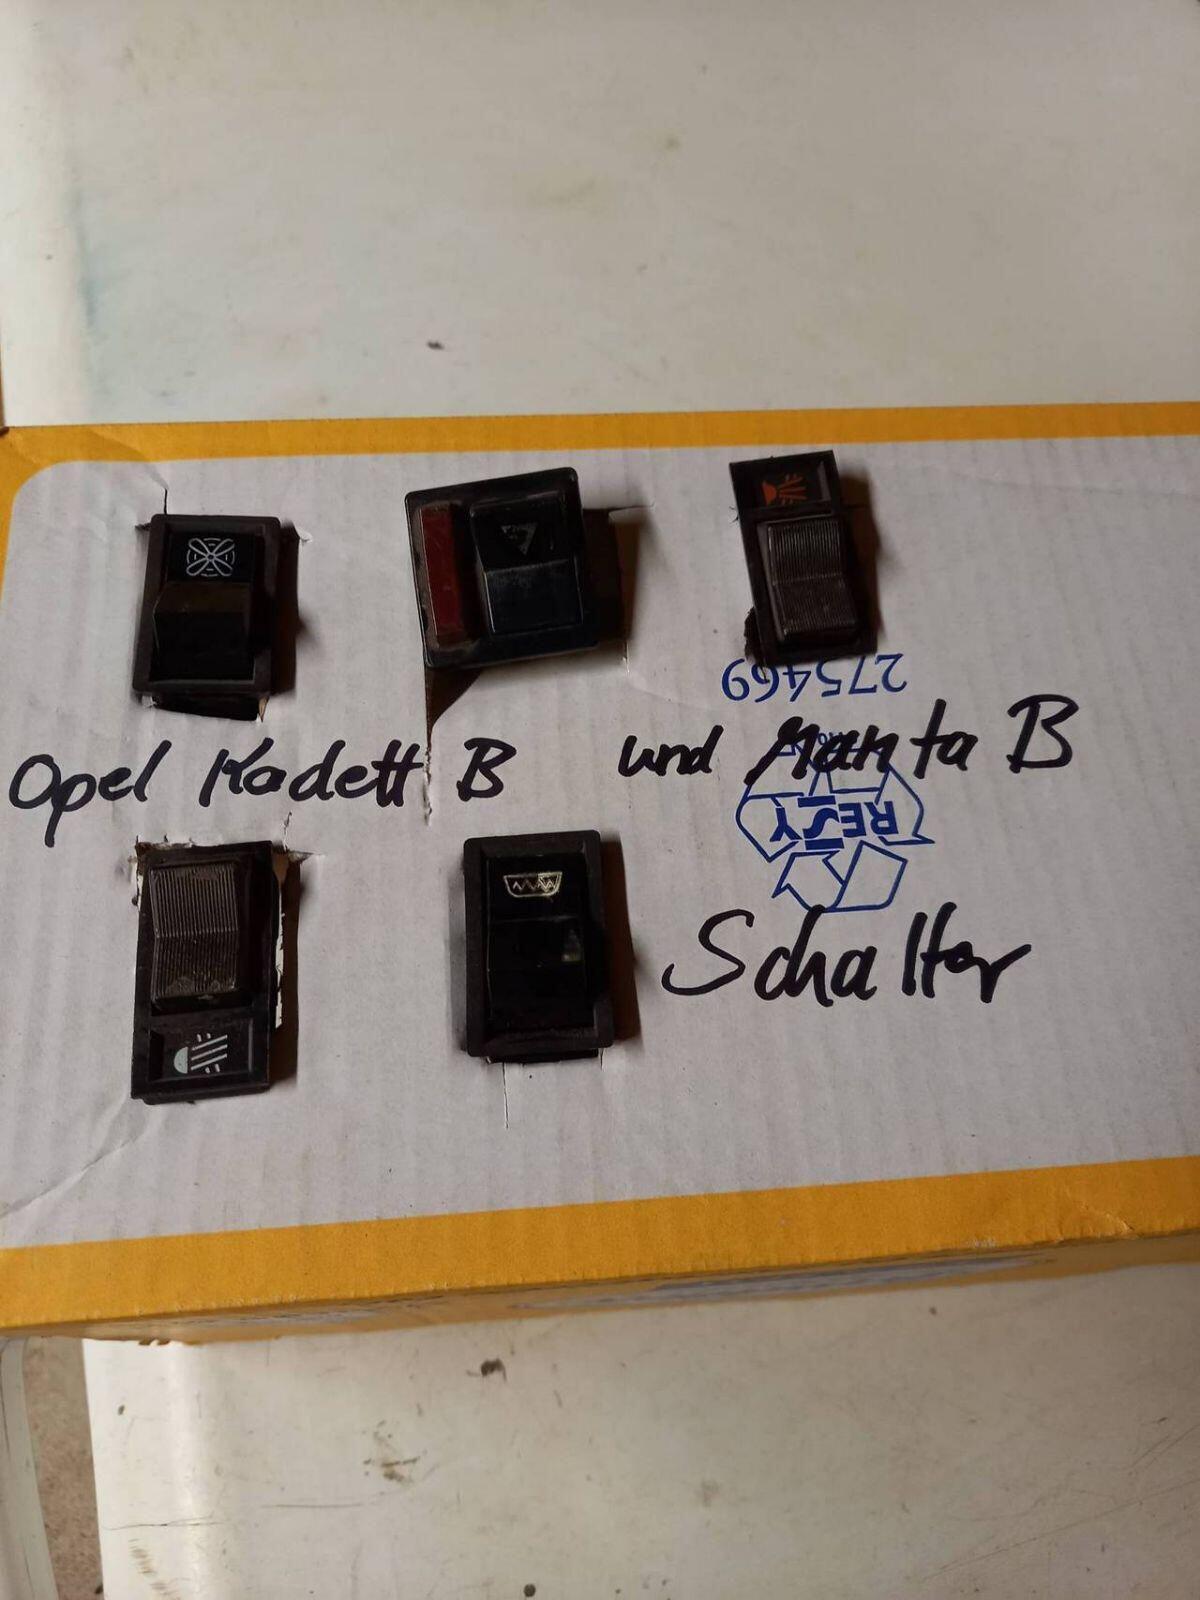 275469
Opel Kadett B und Manta B
RESY
Schalter